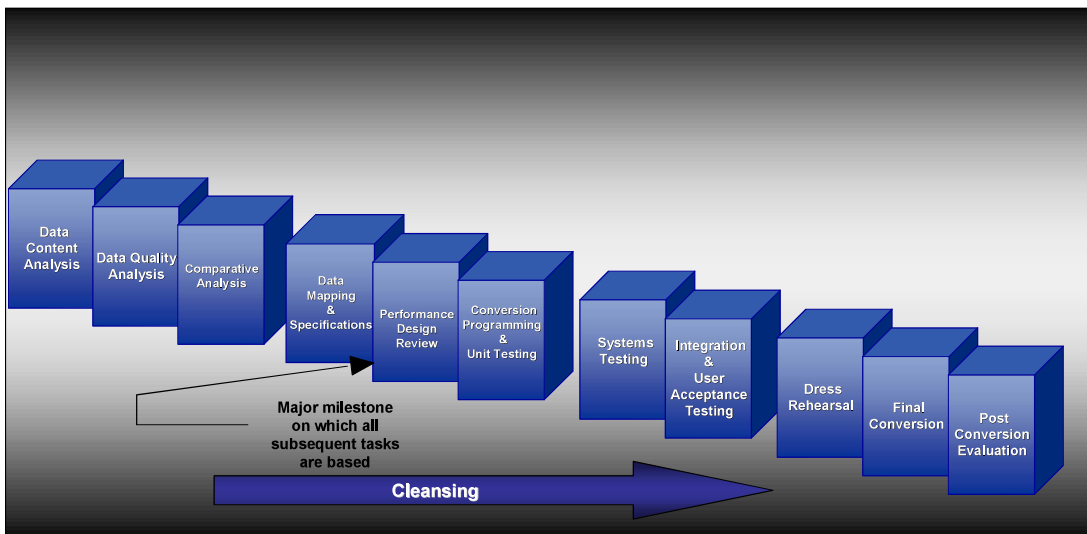 Data
Content
Analysis
Data Quality
Analysis
Comparative
Analysis
Data
Mapping
&
Specifications
Performance
Design
Review
Conversion
Programming
&
Unit Testing
Systems
Testing
Integration
&
User
Acceptance
Testing
Dress
Rehearsal
Final
Conversion
Post
Conversion
Evaluation
Major milestone
on which all
subsequent tasks
are based
Cleansing